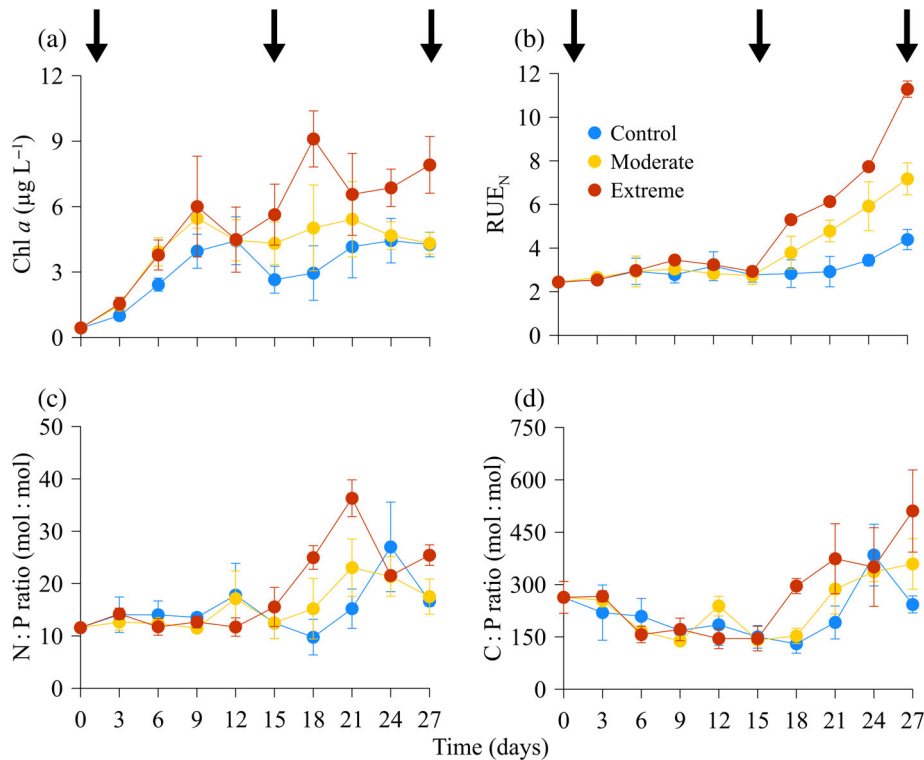 (a)
12
9
6
3
0
Chl a (µg L⁻¹)
(b)
12
10
8
6
4
2
0
RUE_N
Control
Moderate
Extreme
(c)
50
40
30
20
10
0
N : P ratio (mol : mol)
0 3 6 9 12 15 18 21 24 27
(d)
750
600
450
300
150
0
C : P ratio (mol : mol)
0 3 6 9 12 15 18 21 24 27
Time (days)